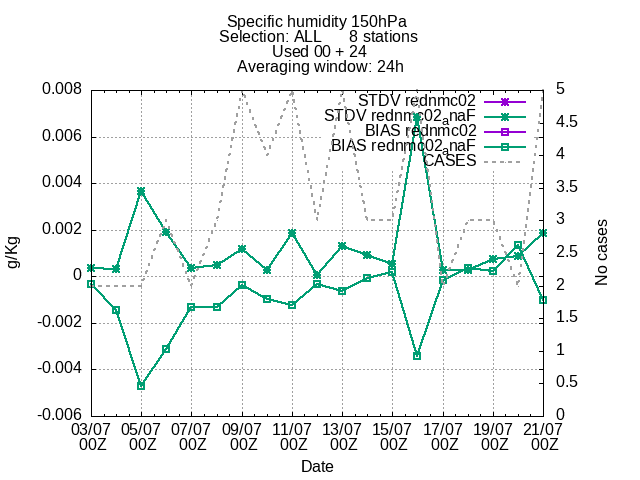 Specific humidity 150hPa
Selection: ALL 8 stations
Used 00 + 24
Averaging window: 24h
STDV rednmc02
STDV rednmc02anaF
BIAS rednmc02
BIAS rednmc02anaF
CASES
0.008
0.006
0.004
0.002
0
-0.002
-0.004
-0.006
g/Kg
5
4.5
4
3.5
3
2.5
2
1.5
1
0.5
0
No cases
03/07 05/07 07/07 09/07 11/07 13/07 15/07 17/07 19/07 21/07
00Z 00Z 00Z 00Z 00Z 00Z 00Z 00Z 00Z 00Z
Date